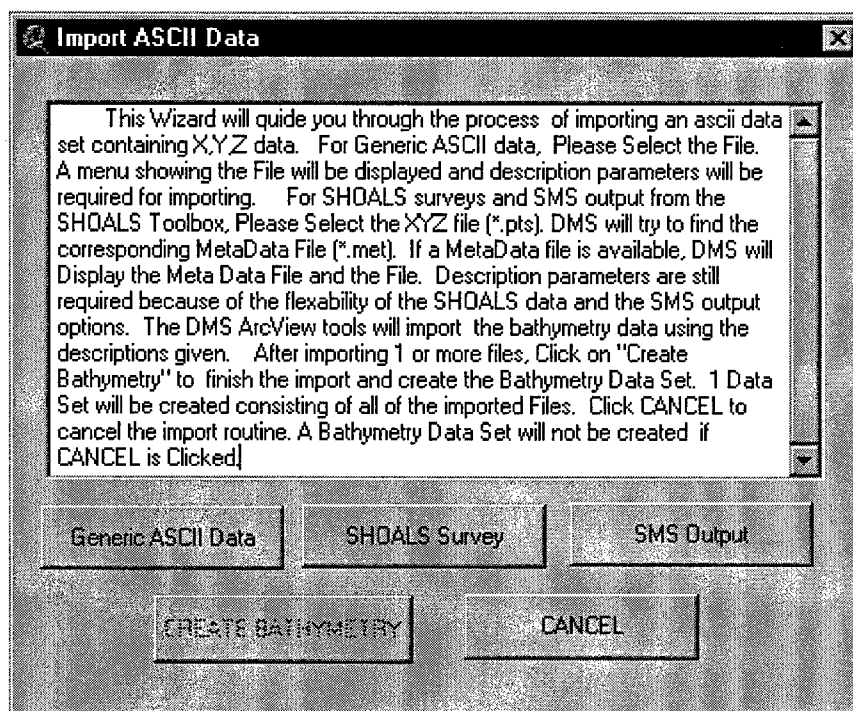 Import ASCII Data
This Wizard will quide you through the process of importing an ascii data
set containing X,Y,Z data. For Generic ASCII data, Please Select the File.
A menu showing the File will be displayed and description parameters will be
required for importing. For SHOALS surveys and SMS output from the
SHOALS Toolbox, Please Select the XYZ file (*.pts). DMS will try to find the
corresponding MetaData File (*.met). If a MetaData file is available, DMS will
Display the Meta Data File and the File. Description parameters are still
required because of the flexability of the SHOALS data and the SMS output
options. The DMS ArcView tools will import the bathymetry data using the
descriptions given. After importing 1 or more files, Click on "Create
Bathymetry" to finish the import and create the Bathymetry Data Set. 1 Data
Set will be created consisting of all of the imported Files. Click CANCEL to
cancel the import routine. A Bathymetry Data Set will not be created if
CANCEL is Clicked.
Generic ASCII Data SHOALS Survey SMS Output
CREATE BATHYMETRY CANCEL